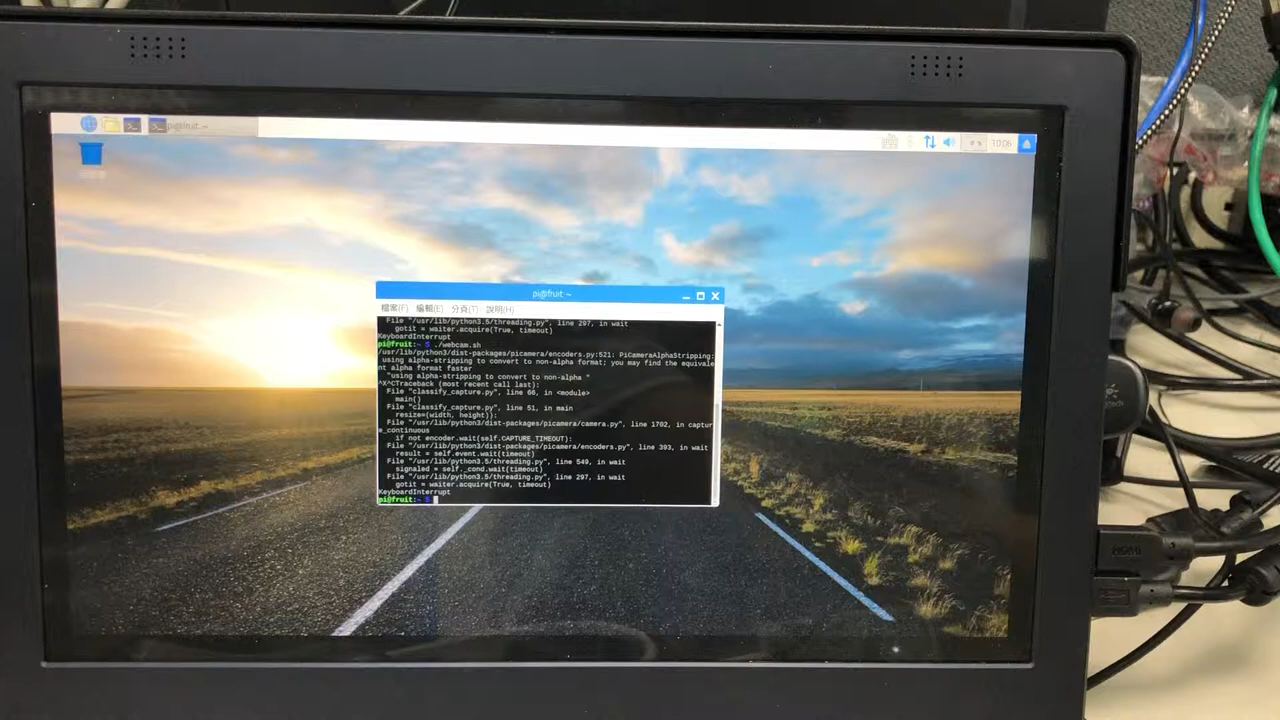 pi@fruit: ~
10:06
pi@fruit: ~
檔案(F) 編輯(E) 分頁(T) 說明(H)
File "/usr/lib/python3.5/threading.py", line 297, in wait
gotit = waiter.acquire(True, timeout)
KeyboardInterrupt
pi@fruit:~ $ ./webcam.sh
/usr/lib/python3/dist-packages/picamera/encoders.py:521: PiCameraAlphaStripping:
using alpha-stripping to convert to non-alpha format; you may find the equivale
nt alpha format faster
"using alpha-stripping to convert to non-alpha "
^X^CTraceback (most recent call last):
File "classify_capture.py", line 66, in <module>
main()
File "classify_capture.py", line 51, in main
resize=(width, height)):
File "/usr/lib/python3/dist-packages/picamera/camera.py", line 1702, in captur
e_continuous
if not encoder.wait(self.CAPTURE_TIMEOUT):
File "/usr/lib/python3/dist-packages/picamera/encoders.py", line 393, in wait
result = self.event.wait(timeout)
File "/usr/lib/python3.5/threading.py", line 549, in wait
signaled = self._cond.wait(timeout)
File "/usr/lib/python3.5/threading.py", line 297, in wait
gotit = waiter.acquire(True, timeout)
KeyboardInterrupt
pi@fruit:~ $
HDMI